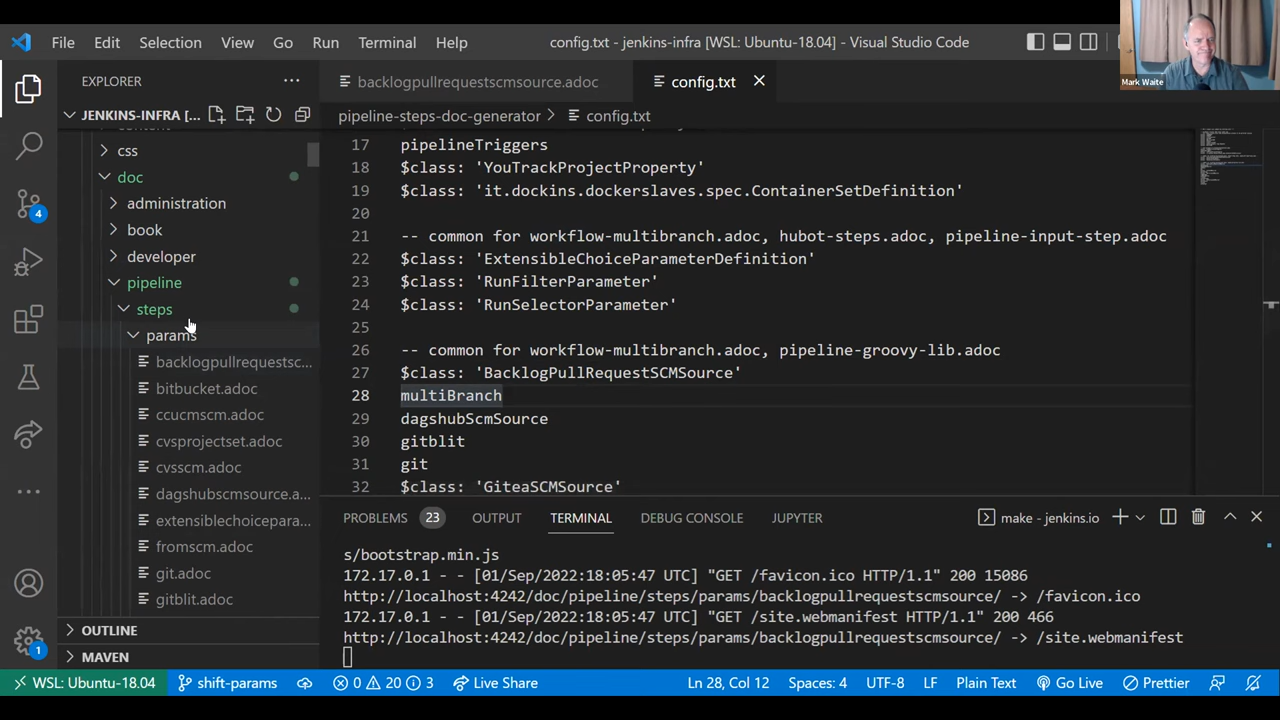 File Edit Selection View Go Run Terminal Help
config.txt - jenkins-infra [WSL: Ubuntu-18.04] - Visual Studio Code
Mark Waite
EXPLORER
JENKINS-INFRA [...
css
doc
administration
book
developer
pipeline
steps
params
backlogpullrequestsc...
bitbucket.adoc
ccucmscm.adoc
cvsprojectset.adoc
cvsscm.adoc
dagshubscmsource.a...
extensiblechoicepara...
fromscm.adoc
git.adoc
gitblit.adoc
OUTLINE
MAVEN
4
1
backlogpullrequestscmsource.adoc
config.txt
pipeline-steps-doc-generator > config.txt
17 pipelineTriggers
18 $class: 'YouTrackProjectProperty'
19 $class: 'it.dockins.dockerslaves.spec.ContainerSetDefinition'
20
21 -- common for workflow-multibranch.adoc, hubot-steps.adoc, pipeline-input-step.adoc
22 $class: 'ExtensibleChoiceParameterDefinition'
23 $class: 'RunFilterParameter'
24 $class: 'RunSelectorParameter'
25
26 -- common for workflow-multibranch.adoc, pipeline-groovy-lib.adoc
27 $class: 'BacklogPullRequestSCMSource'
28 multiBranch
29 dagshubScmSource
30 gitblit
31 git
32 $class: 'GiteaSCMSource'
PROBLEMS 23 OUTPUT TERMINAL DEBUG CONSOLE JUPYTER
make - jenkins.io
s/bootstrap.min.js
172.17.0.1 - - [01/Sep/2022:18:05:47 UTC] "GET /favicon.ico HTTP/1.1" 200 15086
http://localhost:4242/doc/pipeline/steps/params/backlogpullrequestscmsource/ -> /favicon.ico
172.17.0.1 - - [01/Sep/2022:18:05:47 UTC] "GET /site.webmanifest HTTP/1.1" 200 466
http://localhost:4242/doc/pipeline/steps/params/backlogpullrequestscmsource/ -> /site.webmanifest
WSL: Ubuntu-18.04 shift-params 0 20 3 Live Share Ln 28, Col 12 Spaces: 4 UTF-8 LF Plain Text Go Live Prettier